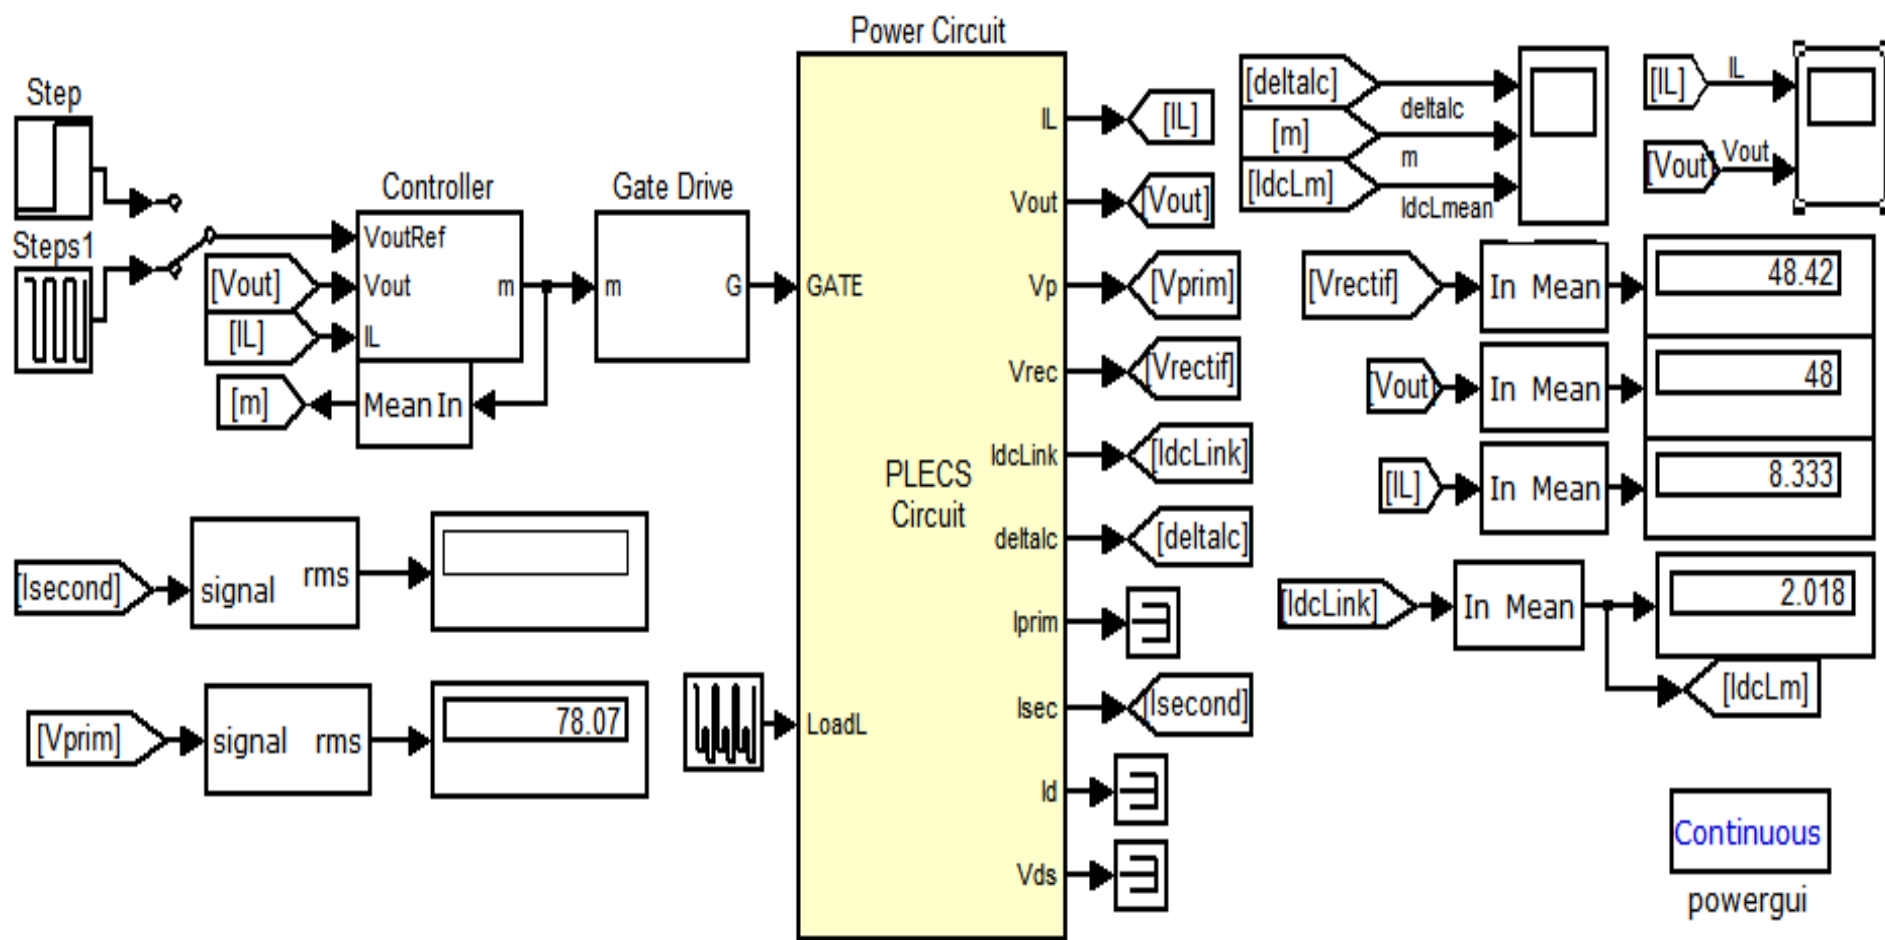 Power Circuit
Step
Steps1
Controller
VoutRef
Vout
IL
m
[Vout]
[IL]
[m]
Mean In
Gate Drive
m
G
GATE
LoadL
PLECS
Circuit
IL
Vout
Vp
Vrec
IdcLink
deltaIc
Iprim
Isec
Id
Vds
[IL]
[Vout]
[Vprim]
[Vrectif]
[IdcLink]
[deltaIc]
[Isecond]
[Isecond]
signal
rms
[Vprim]
signal
rms
78.07
[deltaIc]
deltaIc
[m]
m
[IdcLm]
IdcLmean
[IL]
IL
[Vout]
Vout
[Vrectif]
In Mean
48.42
[Vout]
In Mean
48
[IL]
In Mean
8.333
[IdcLink]
In Mean
2.018
[IdcLm]
Continuous
powergui